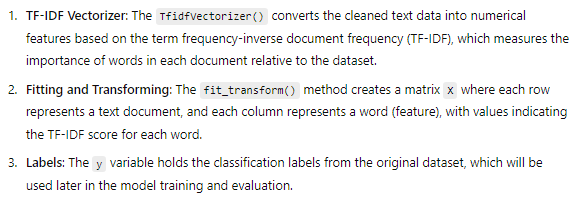 1. TF-IDF Vectorizer: The TfidfVectorizer() converts the cleaned text data into numerical
features based on the term frequency-inverse document frequency (TF-IDF), which measures the
importance of words in each document relative to the dataset.
2. Fitting and Transforming: The fit_transform() method creates a matrix X where each row
represents a text document, and each column represents a word (feature), with values indicating
the TF-IDF score for each word.
3. Labels: The y variable holds the classification labels from the original dataset, which will be
used later in the model training and evaluation.